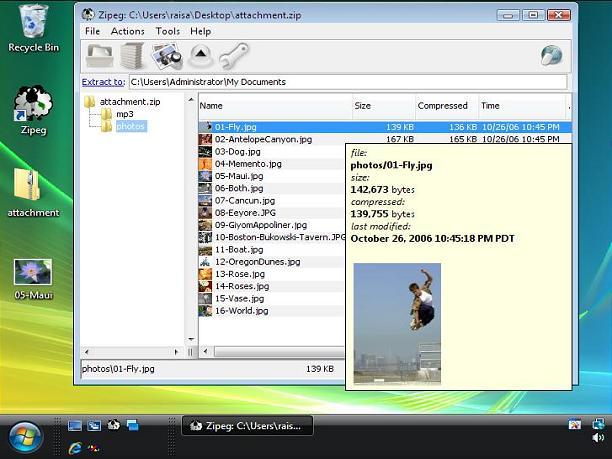 Recycle Bin
Zipeg
attachment
05-Maui
Zipeg: C:\Users\raisa\Desktop\attachment.zip
File Actions Tools Help
Extract to: C:\Users\Administrator\My Documents
attachment.zip
mp3
photos
Name Size Compressed Time
01-Fly.jpg 139 KB 136 KB 10/26/06 10:45 PM
02-AntelopeCanyon.jpg 167 KB 165 KB 10/26/06 10:45 PM
03-Dog.jpg
04-Memento.jpg
05-Maui.jpg
06-Both.jpg
07-Cancun.jpg
08-Eeyore.JPG
09-GiyomAppoliner.jpg
10-Boston-Bukowski-Tavern.JPG
11-Boat.jpg
12-OregonDunes.jpg
13-Rose.jpg
14-Roses.jpg
15-Vase.jpg
16-World.jpg
file:
photos/01-Fly.jpg
size:
142,673 bytes
compressed:
139,755 bytes
last modified:
October 26, 2006 10:45:18 PM PDT
photos\01-Fly.jpg 139 KB
Zipeg: C:\Users\rais...